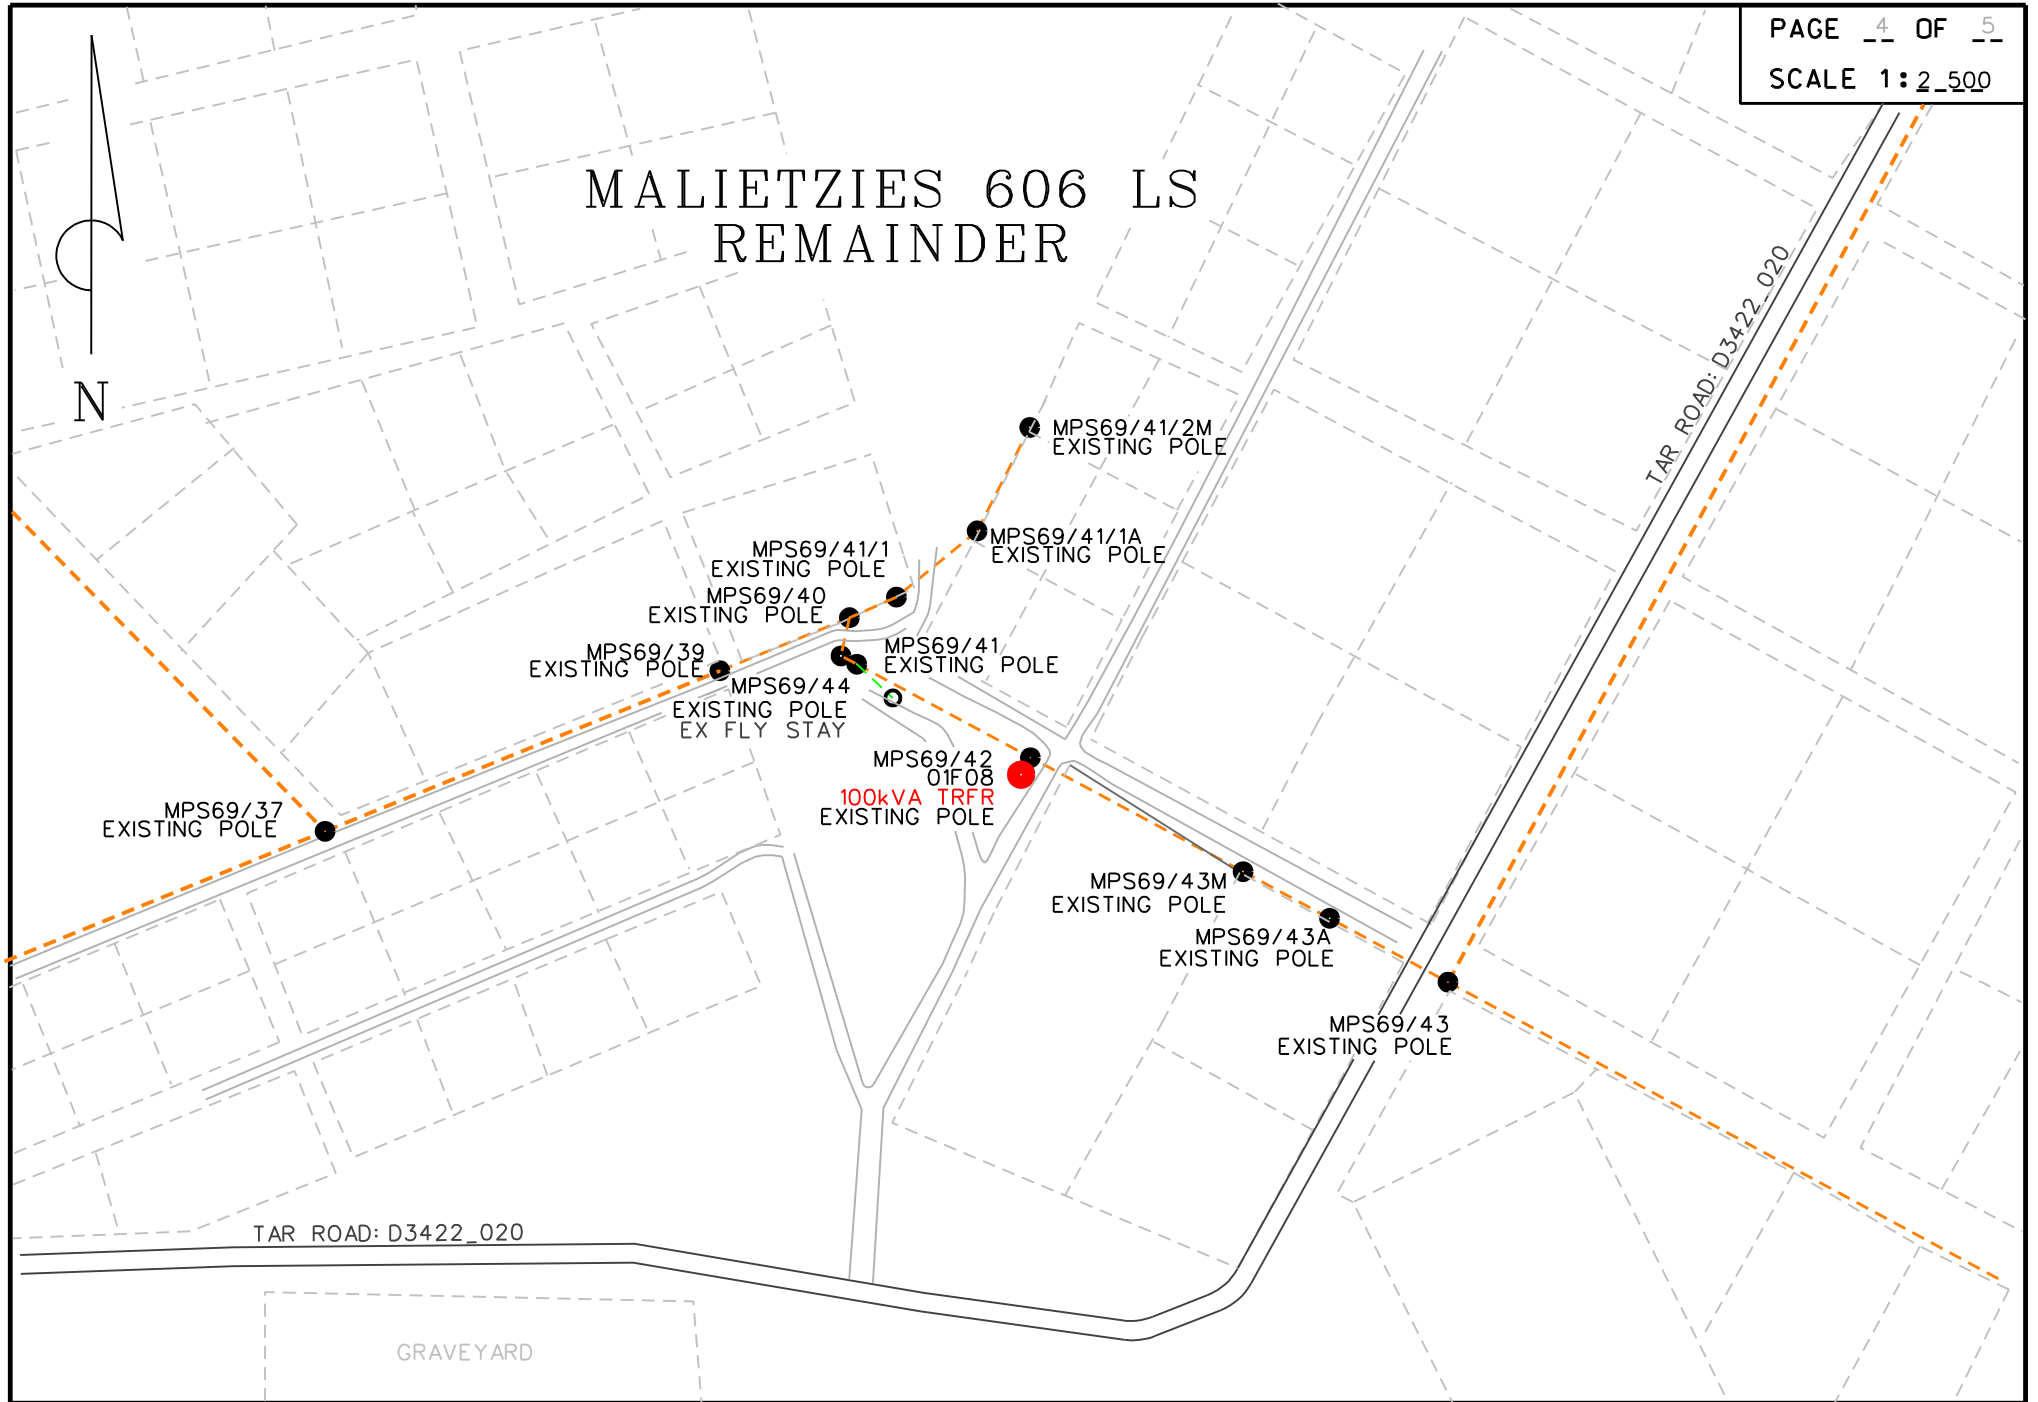 PAGE 4 OF 5
SCALE 1:2 500
MALIETZIES 606 LS
REMAINDER
N
TAR ROAD: D3422_020
MPS69/41/2M
EXISTING POLE
MPS69/41/1A
EXISTING POLE
MPS69/41/1
EXISTING POLE
MPS69/40
EXISTING POLE
MPS69/39
EXISTING POLE
MPS69/41
EXISTING POLE
MPS69/44
EXISTING POLE
EX FLY STAY
MPS69/42
01F08
100kVA TRFR
EXISTING POLE
MPS69/37
EXISTING POLE
MPS69/43M
EXISTING POLE
MPS69/43A
EXISTING POLE
MPS69/43
EXISTING POLE
TAR ROAD: D3422_020
GRAVEYARD